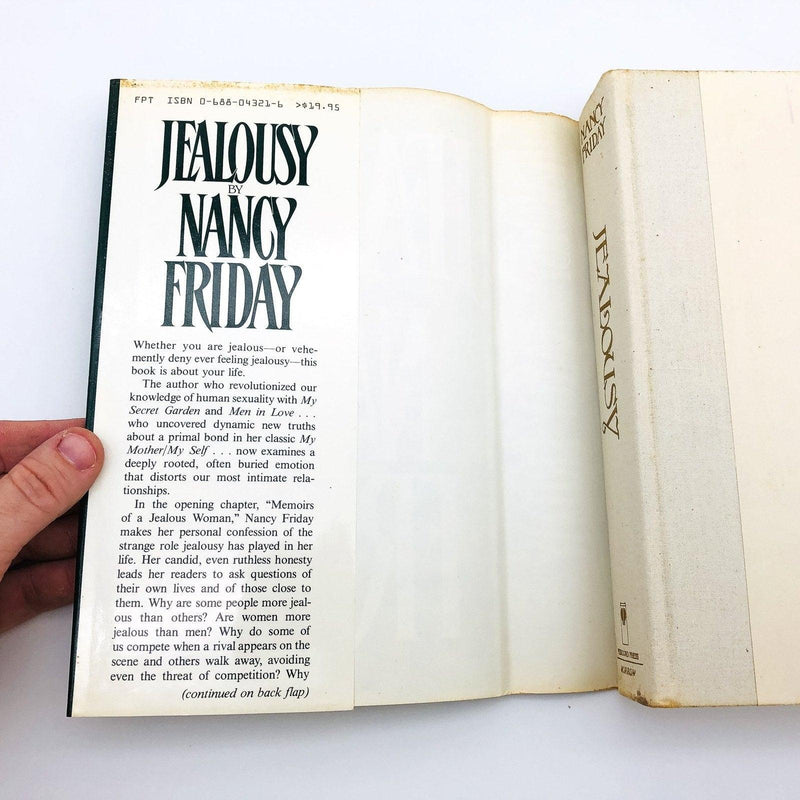 FPT ISBN 0-688-04321-6 >$19.95
JEALOUSY
BY
NANCY
FRIDAY
Whether you are jealous—or vehe-
mently deny ever feeling jealousy—this
book is about your life.
The author who revolutionized our
knowledge of human sexuality with My
Secret Garden and Men in Love . . .
who uncovered dynamic new truths
about a primal bond in her classic My
Mother/My Self . . . now examines a
deeply rooted, often buried emotion
that distorts our most intimate rela-
tionships.
In the opening chapter, “Memoirs
of a Jealous Woman,” Nancy Friday
makes her personal confession of the
strange role jealousy has played in her
life. Her candid, even ruthless honesty
leads her readers to ask questions of
their own lives and of those close to
them. Why are some people more jeal-
ous than others? Are women more
jealous than men? Why do some of
us compete when a rival appears on the
scene and others walk away, avoiding
even the threat of competition? Why
(continued on back flap)
NANCY
FRIDAY
JEALOUSY
PRESS
MORROW